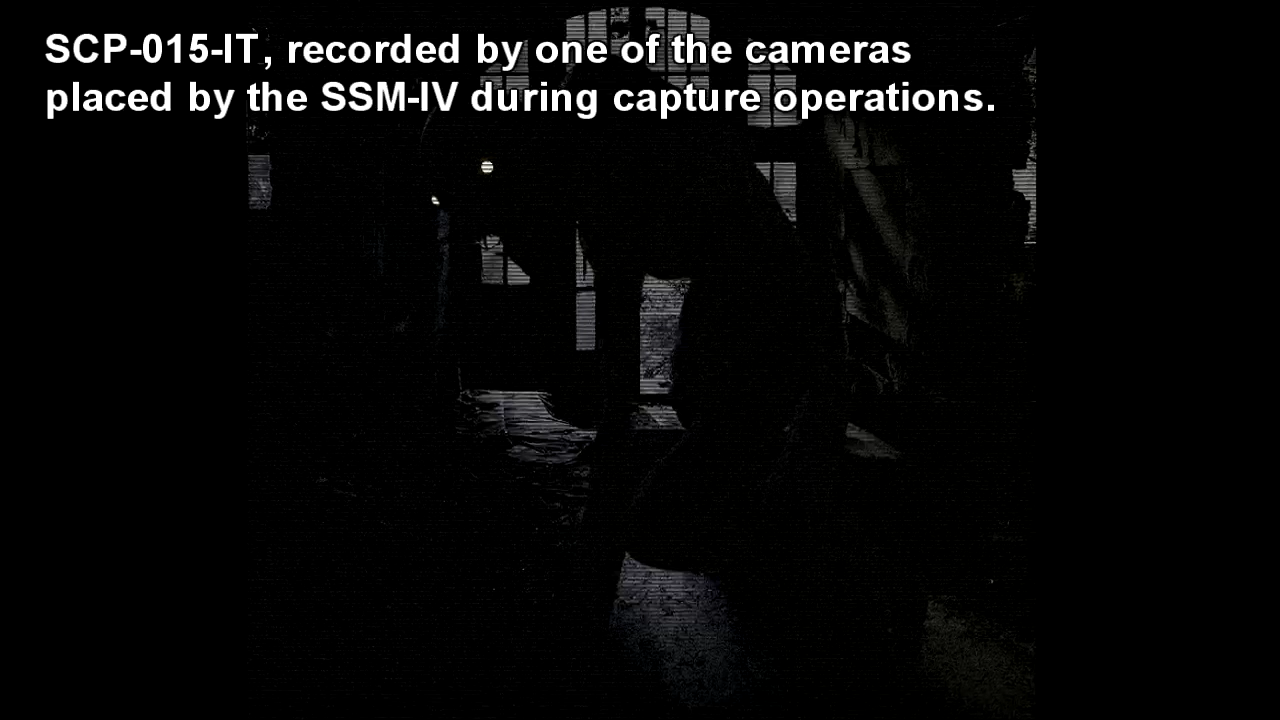 SCP-015-IT, recorded by one of the cameras
placed by the SSM-IV during capture operations.